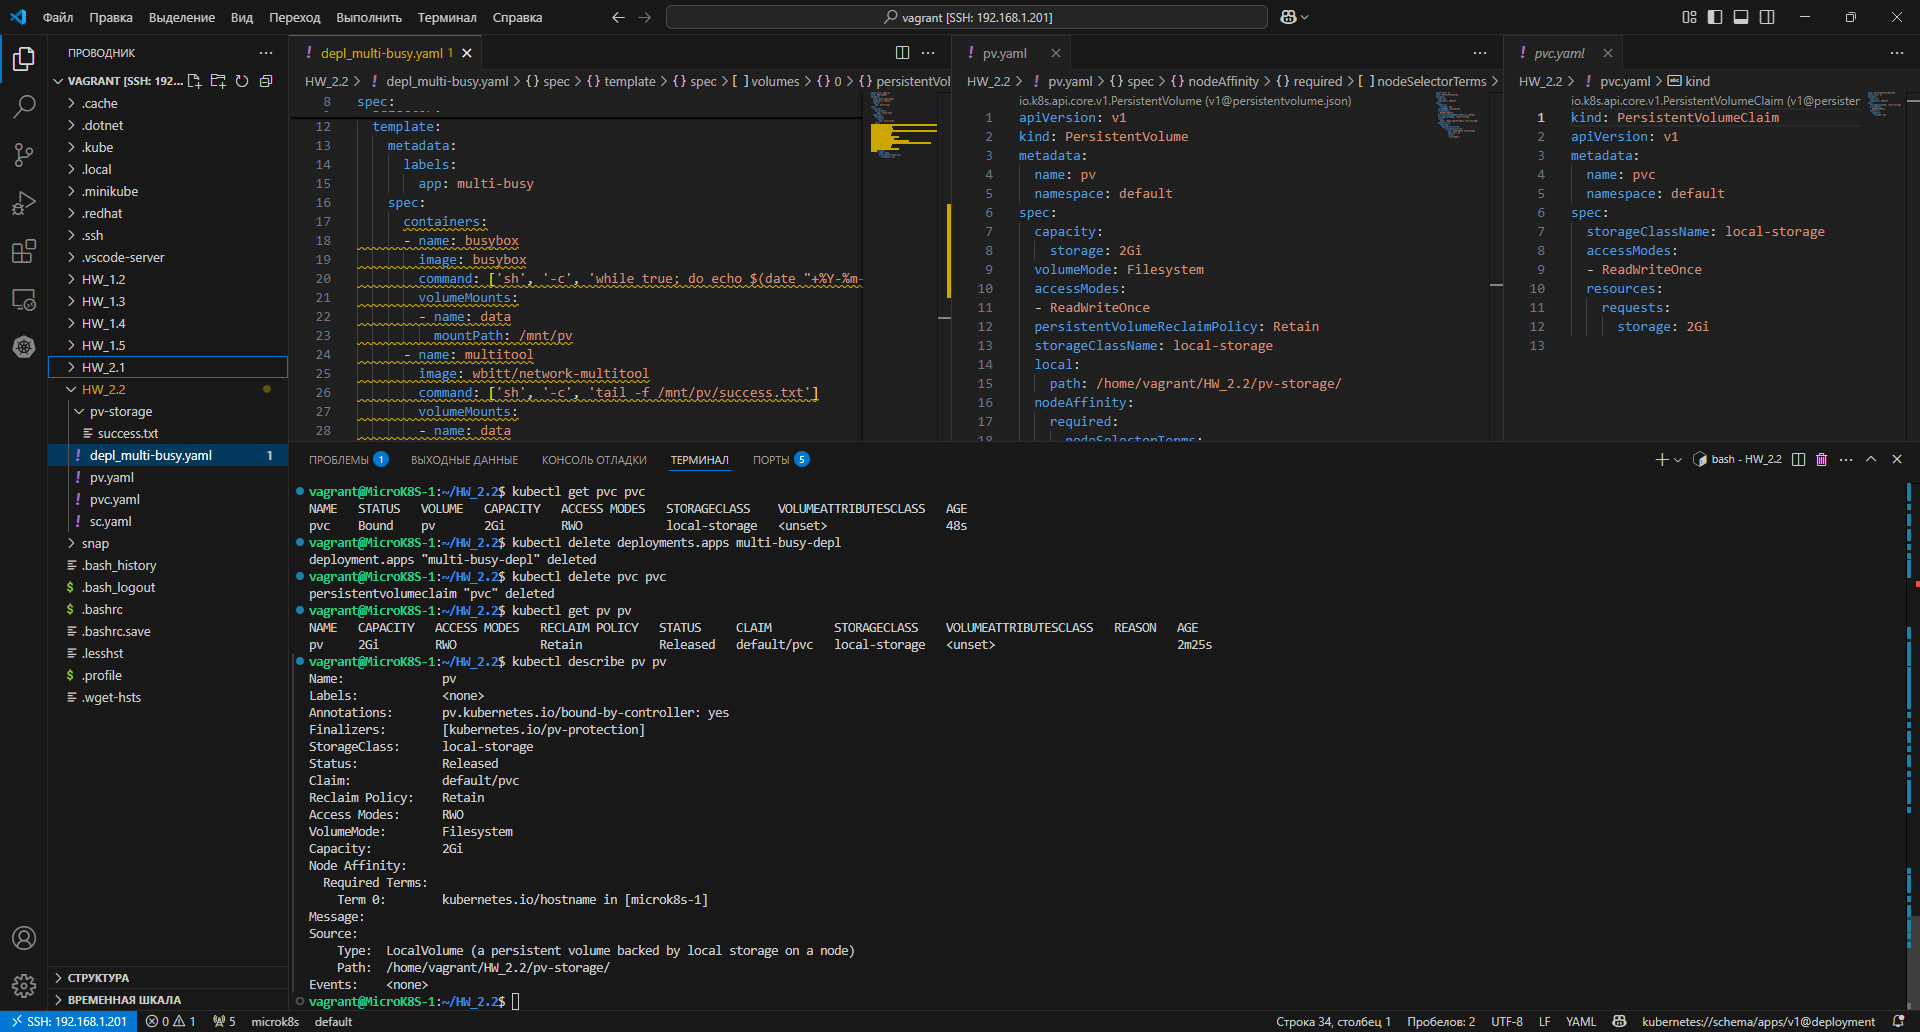 Файл Правка Выделение Вид Переход Выполнить Терминал Справка
vagrant [SSH: 192.168.1.201]
ПРОВОДНИК
VAGRANT [SSH: 192...
.cache
.dotnet
.kube
.local
.minikube
.redhat
.ssh
.vscode-server
HW_1.2
HW_1.3
HW_1.4
HW_1.5
HW_2.1
HW_2.2
pv-storage
success.txt
depl_multi-busy.yaml 1
pv.yaml
pvc.yaml
sc.yaml
snap
.bash_history
.bash_logout
.bashrc
.bashrc.save
.lesshst
.profile
.wget-hsts
СТРУКТУРА
ВРЕМЕННАЯ ШКАЛА
depl_multi-busy.yaml 1
HW_2.2 > depl_multi-busy.yaml > {} spec > {} template > {} spec > [ ] volumes > {} 0 > {} persistentVol
8 spec:
12 template:
13 metadata:
14 labels:
15 app: multi-busy
16 spec:
17 containers:
18 - name: busybox
19 image: busybox
20 command: ['sh', '-c', 'while true; do echo $(date "+%Y-%m-
21 volumeMounts:
22 - name: data
23 mountPath: /mnt/pv
24 - name: multitool
25 image: wbitt/network-multitool
26 command: ['sh', '-c', 'tail -f /mnt/pv/success.txt']
27 volumeMounts:
28 - name: data
pv.yaml
HW_2.2 > pv.yaml > {} spec > {} nodeAffinity > {} required > [ ] nodeSelectorTerms >
io.k8s.api.core.v1.PersistentVolume (v1@persistentvolume.json)
1 apiVersion: v1
2 kind: PersistentVolume
3 metadata:
4 name: pv
5 namespace: default
6 spec:
7 capacity:
8 storage: 2Gi
9 volumeMode: Filesystem
10 accessModes:
11 - ReadWriteOnce
12 persistentVolumeReclaimPolicy: Retain
13 storageClassName: local-storage
14 local:
15 path: /home/vagrant/HW_2.2/pv-storage/
16 nodeAffinity:
17 required:
18 nodeSelectorTerms:
pvc.yaml
HW_2.2 > pvc.yaml > kind
io.k8s.api.core.v1.PersistentVolumeClaim (v1@persister
1 kind: PersistentVolumeClaim
2 apiVersion: v1
3 metadata:
4 name: pvc
5 namespace: default
6 spec:
7 storageClassName: local-storage
8 accessModes:
9 - ReadWriteOnce
10 resources:
11 requests:
12 storage: 2Gi
13
ПРОБЛЕМЫ 1 ВЫХОДНЫЕ ДАННЫЕ КОНСОЛЬ ОТЛАДКИ ТЕРМИНАЛ ПОРТЫ 5
bash - HW_2.2
vagrant@MicroK8S-1:~/HW_2.2$ kubectl get pvc pvc
NAME STATUS VOLUME CAPACITY ACCESS MODES STORAGECLASS VOLUMEATTRIBUTESCLASS AGE
pvc Bound pv 2Gi RWO local-storage <unset> 48s
vagrant@MicroK8S-1:~/HW_2.2$ kubectl delete deployments.apps multi-busy-depl
deployment.apps "multi-busy-depl" deleted
vagrant@MicroK8S-1:~/HW_2.2$ kubectl delete pvc pvc
persistentvolumeclaim "pvc" deleted
vagrant@MicroK8S-1:~/HW_2.2$ kubectl get pv pv
NAME CAPACITY ACCESS MODES RECLAIM POLICY STATUS CLAIM STORAGECLASS VOLUMEATTRIBUTESCLASS REASON AGE
pv 2Gi RWO Retain Released default/pvc local-storage <unset> 2m25s
vagrant@MicroK8S-1:~/HW_2.2$ kubectl describe pv pv
Name: pv
Labels: <none>
Annotations: pv.kubernetes.io/bound-by-controller: yes
Finalizers: [kubernetes.io/pv-protection]
StorageClass: local-storage
Status: Released
Claim: default/pvc
Reclaim Policy: Retain
Access Modes: RWO
VolumeMode: Filesystem
Capacity: 2Gi
Node Affinity:
Required Terms:
Term 0: kubernetes.io/hostname in [microk8s-1]
Message:
Source:
Type: LocalVolume (a persistent volume backed by local storage on a node)
Path: /home/vagrant/HW_2.2/pv-storage/
Events: <none>
vagrant@MicroK8S-1:~/HW_2.2$
SSH: 192.168.1.201 0 1 5 microk8s default
Строка 34, столбец 1 Пробелов: 2 UTF-8 LF YAML kubernetes://schema/apps/v1@deployment